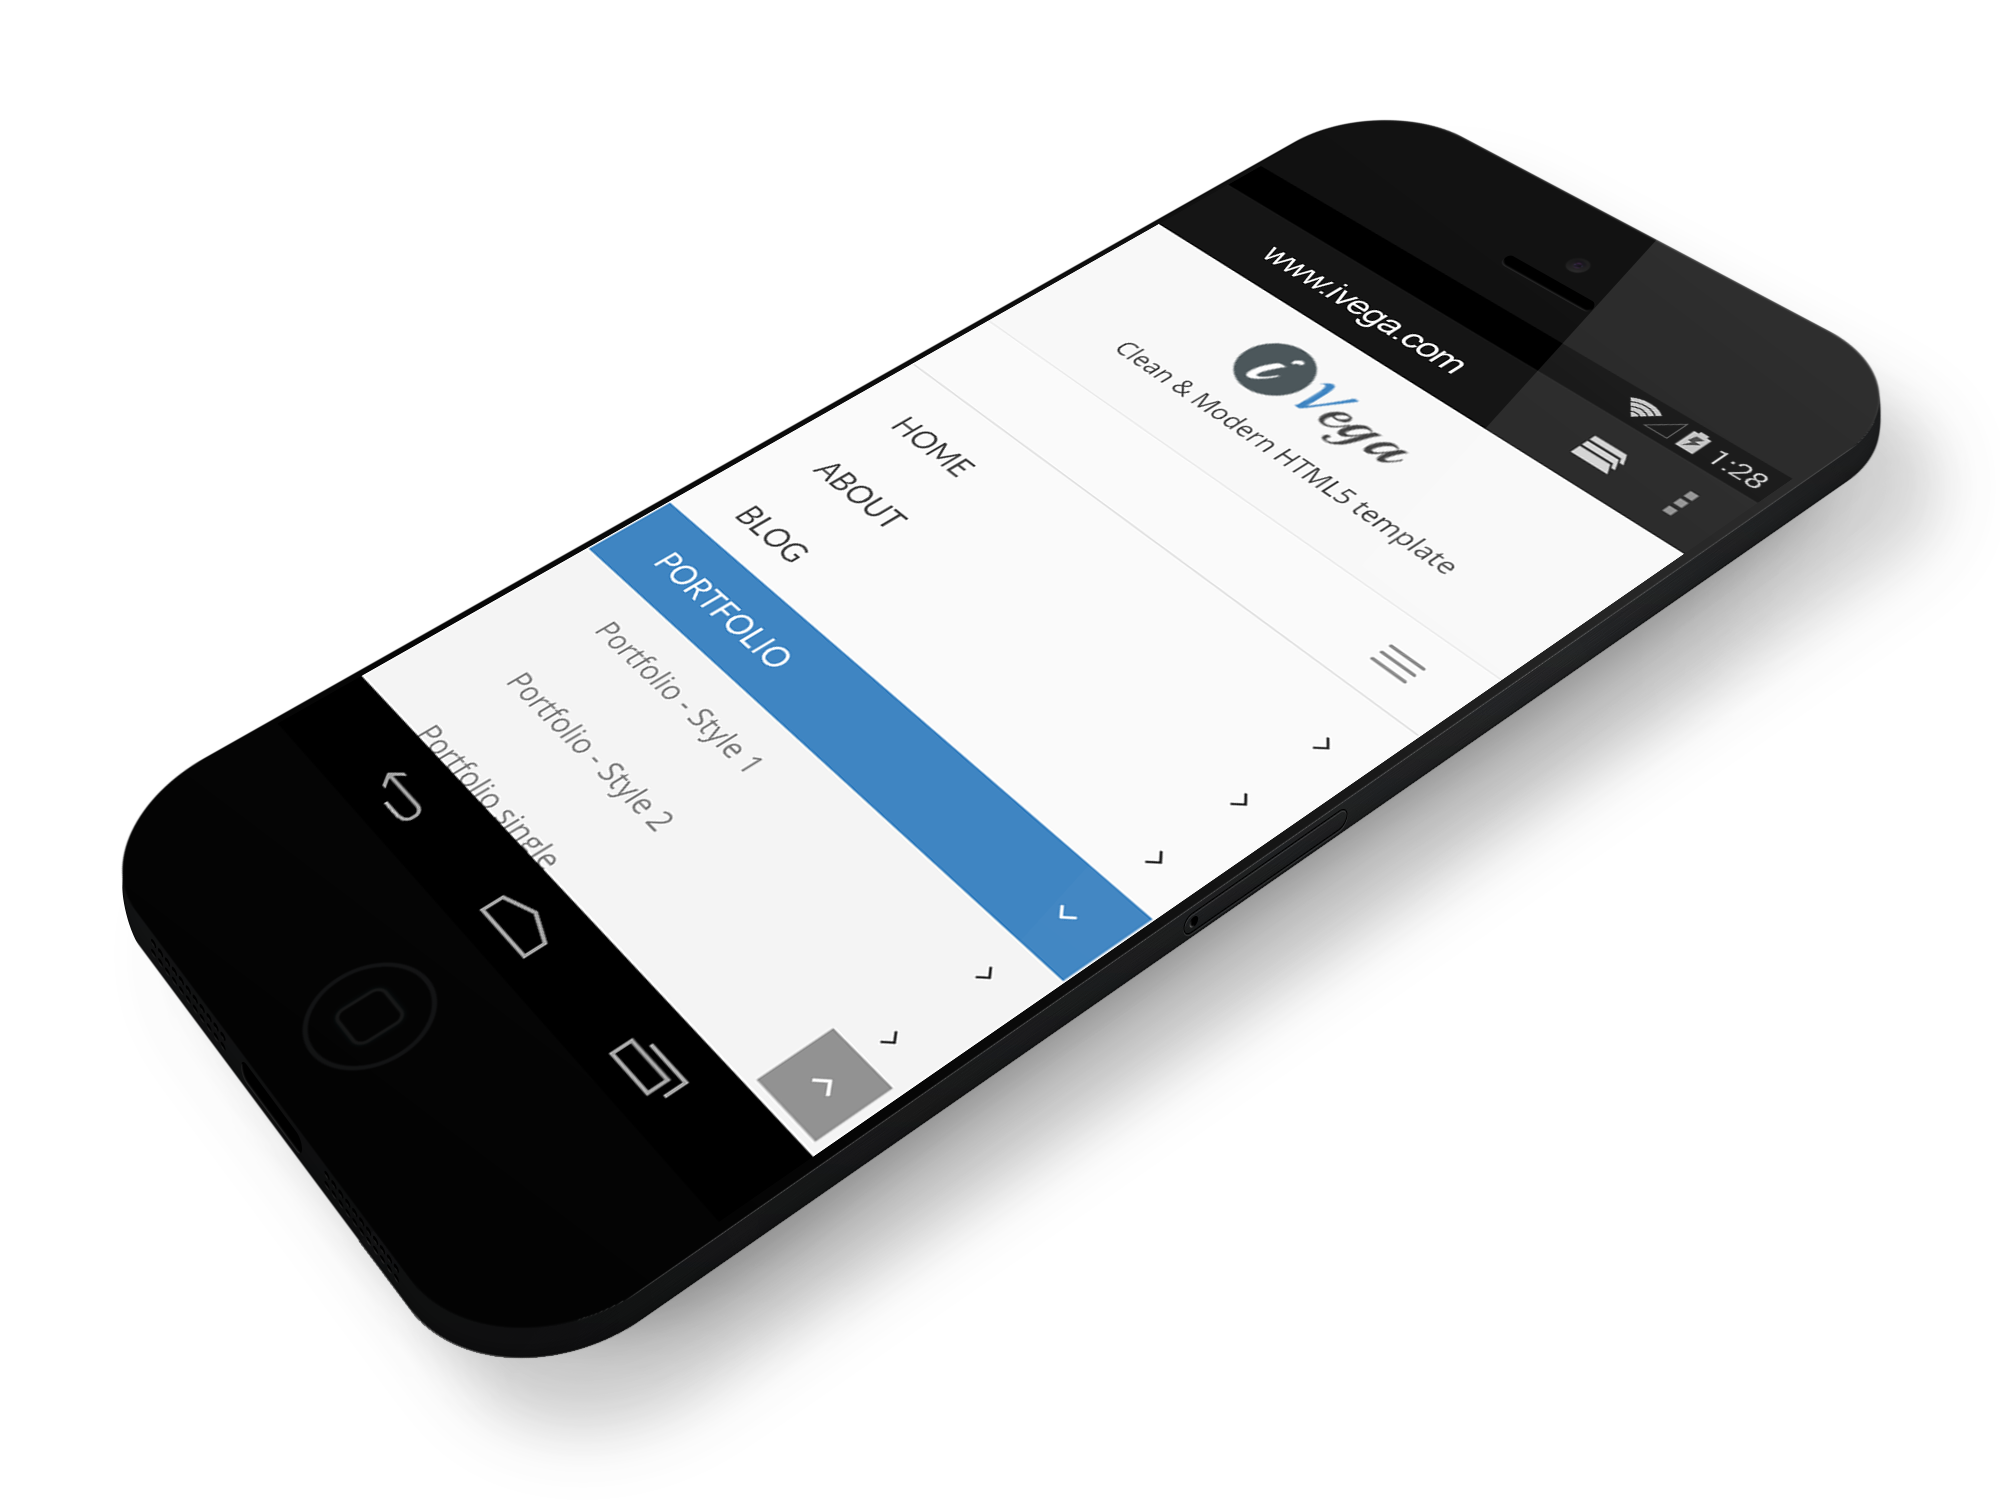 1:28
www.ivega.com
i Vega
Clean & Modern HTML5 template
HOME
ABOUT
BLOG
PORTFOLIO
Portfolio - Style 1
Portfolio - Style 2
Portfolio single